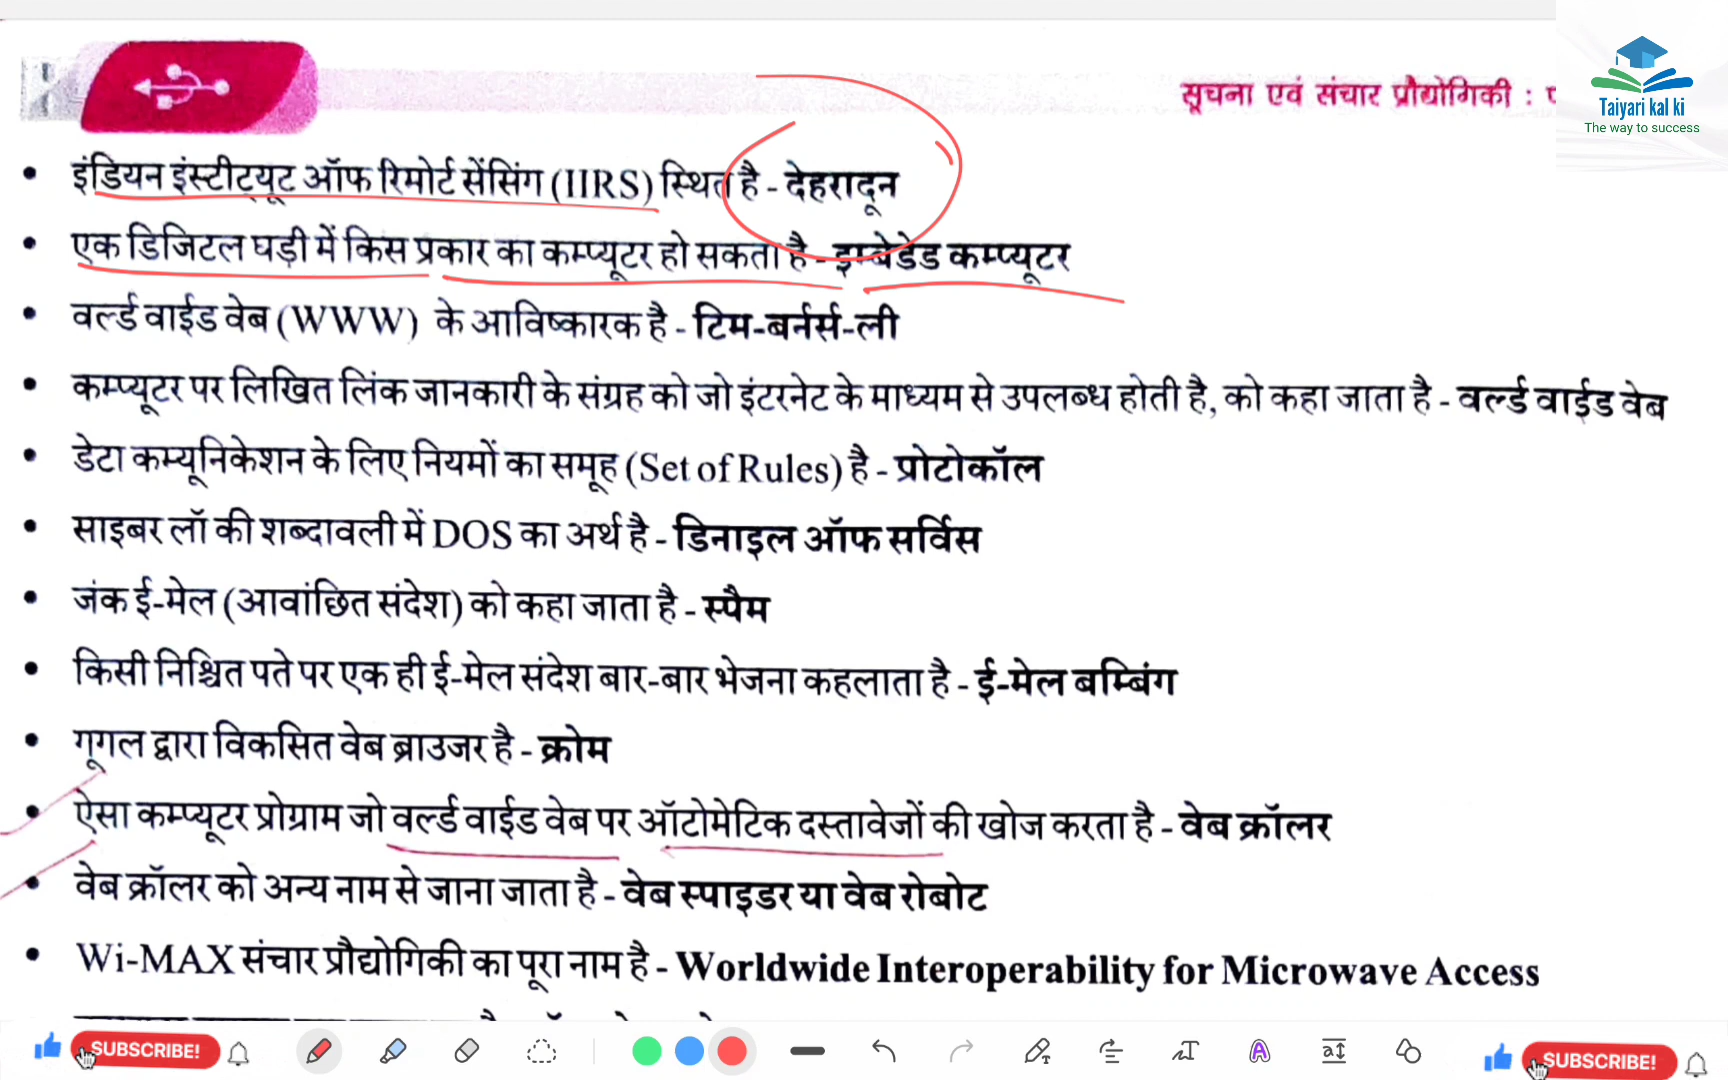 सूचना एवं संचार प्रौद्योगिकी :
Taiyari kal ki
The way to success
• इंडियन इंस्टीट्यूट ऑफ रिमोर्ट सेंसिंग (IIRS) स्थित है - देहरादून
• एक डिजिटल घड़ी में किस प्रकार का कम्प्यूटर हो सकता है - इम्बेडेड कम्प्यूटर
• वर्ल्ड वाईड वेब (WWW) के आविष्कारक है - टिम-बर्नर्स-ली
• कम्प्यूटर पर लिखित लिंक जानकारी के संग्रह को जो इंटरनेट के माध्यम से उपलब्ध होती है, को कहा जाता है - वर्ल्ड वाईड वेब
• डेटा कम्यूनिकेशन के लिए नियमों का समूह (Set of Rules) है - प्रोटोकॉल
• साइबर लॉ की शब्दावली में DOS का अर्थ है - डिनाइल ऑफ सर्विस
• जंक ई-मेल (आवांछित संदेश) को कहा जाता है - स्पैम
• किसी निश्चित पते पर एक ही ई-मेल संदेश बार-बार भेजना कहलाता है - ई-मेल बम्बिंग
• गूगल द्वारा विकसित वेब ब्राउजर है - क्रोम
• ऐसा कम्प्यूटर प्रोग्राम जो वर्ल्ड वाईड वेब पर ऑटोमेटिक दस्तावेजों की खोज करता है - वेब क्रॉलर
• वेब क्रॉलर को अन्य नाम से जाना जाता है - वेब स्पाइडर या वेब रोबोट
• Wi-MAX संचार प्रौद्योगिकी का पूरा नाम है - Worldwide Interoperability for Microwave Access
SUBSCRIBE!
SUBSCRIBE!